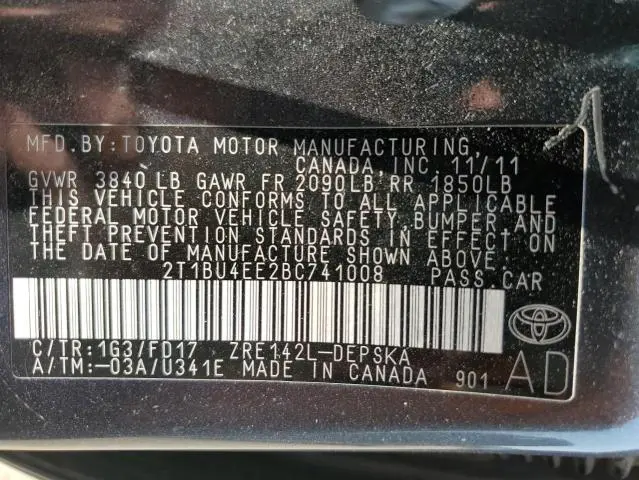 MFD.BY:TOYOTA MOTOR MANUFACTURING,
CANADA, INC. 11/11
GVWR 3840 LB GAWR FR 2090LB RR 1850LB
THIS VEHICLE CONFORMS TO ALL APPLICABLE
FEDERAL MOTOR VEHICLE SAFETY, BUMPER AND
THEFT PREVENTION STANDARDS IN EFFECT ON
THE DATE OF MANUFACTURE SHOWN ABOVE.
2T1BU4EE2BC741008 PASS.CAR
C/TR:1G3/FD17 ZRE142L-DEPSKA
A/TM:-03A/U341E MADE IN CANADA 901
AD
1